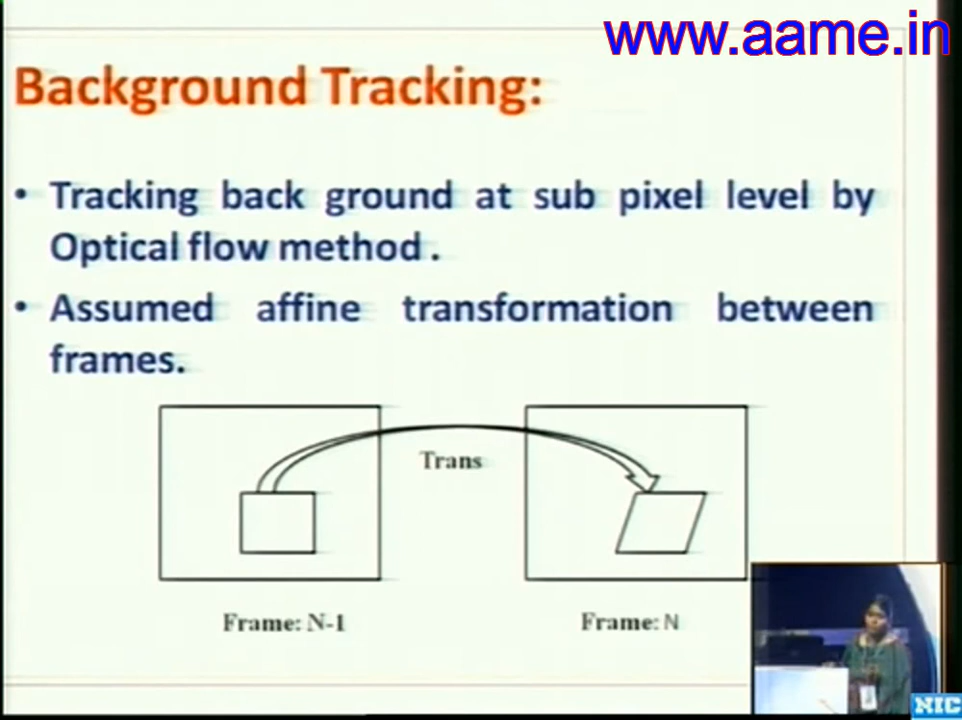 www.aame.in
Background Tracking:
• Tracking back ground at sub pixel level by
Optical flow method .
• Assumed affine transformation between
frames.
Trans
Frame: N-1
Frame: N
NIC